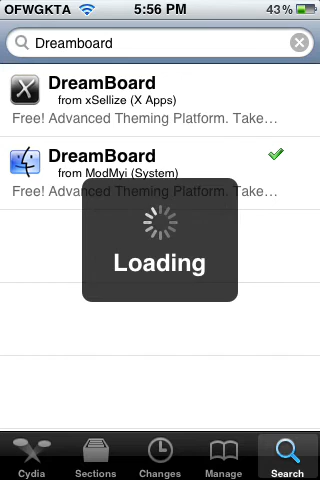 OFWGKTA 5:56 PM 43%
Dreamboard
DreamBoard
from xSellize (X Apps)
Free! Advanced Theming Platform. Take…
DreamBoard
from ModMyi (System)
Free! Advanced Theming Platform. Take…
Loading
Cydia Sections Changes Manage Search